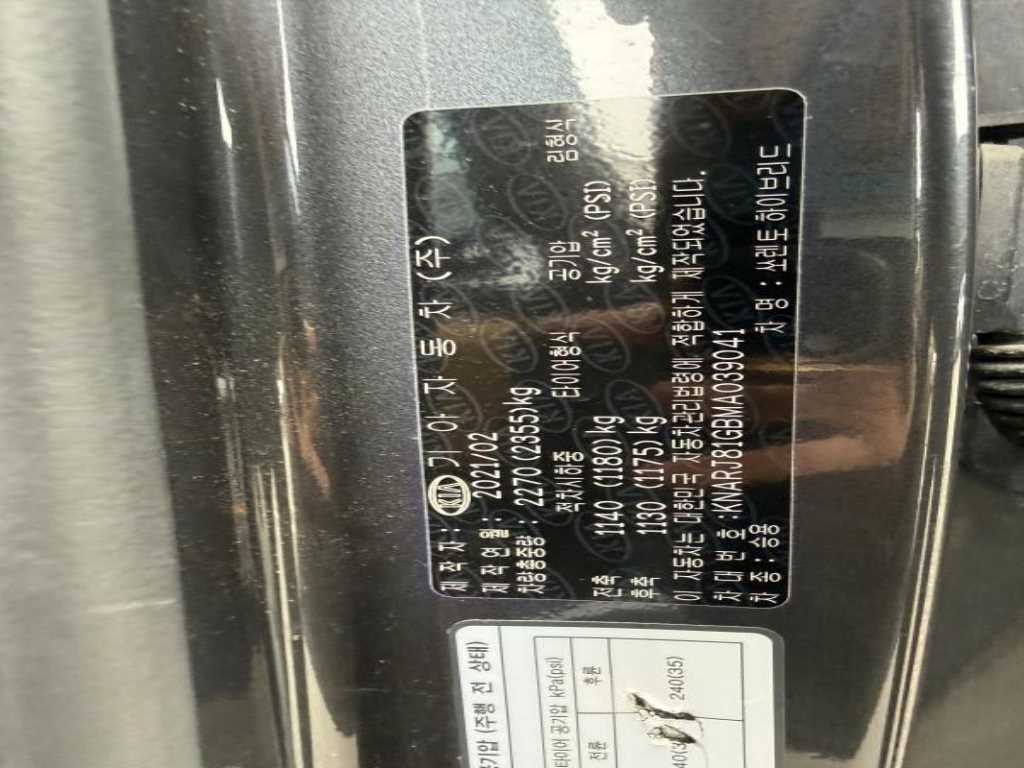 제작자: KIA 기아자동차(주)
제작연월: 2021/02
차량총중량: 2270(2355)kg
적차시하중 타이어형식 공기압 림형식
전축 1140 (1180) kg kg/cm² (PSI)
후축 1130 (1175) kg kg/cm² (PSI)
이 자동차는 대한민국 자동차관리법령에 적합하게 제작되었습니다.
차대번호:KNARJ81GBMA039041
차종:승용 차명:쏘렌토하이브리드
공기압 (주행 전 상태)
타이어 공기압 kPa(psi)
전륜 후륜
240(35)